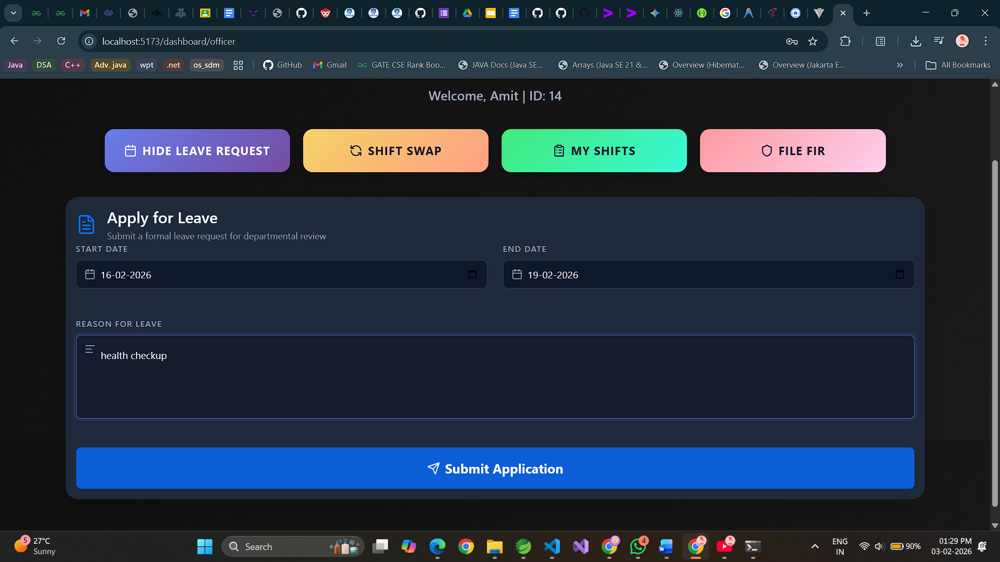 localhost:5173/dashboard/officer
Java DSA C++ Adv. java wpt .net os_sdm GitHub Gmail GATE CSE Rank Boo... JAVA Docs (Java SE... Arrays (Java SE 21 &... Overview (Hibernat... Overview (Jakarta E... » All Bookmarks
Welcome, Amit | ID: 14
HIDE LEAVE REQUEST SHIFT SWAP MY SHIFTS FILE FIR
Apply for Leave
Submit a formal leave request for departmental review
START DATE END DATE
16-02-2026 19-02-2026
REASON FOR LEAVE
health checkup
Submit Application
5 27°C Search 4 ENG 90% 01:29 PM
Sunny IN 03-02-2026